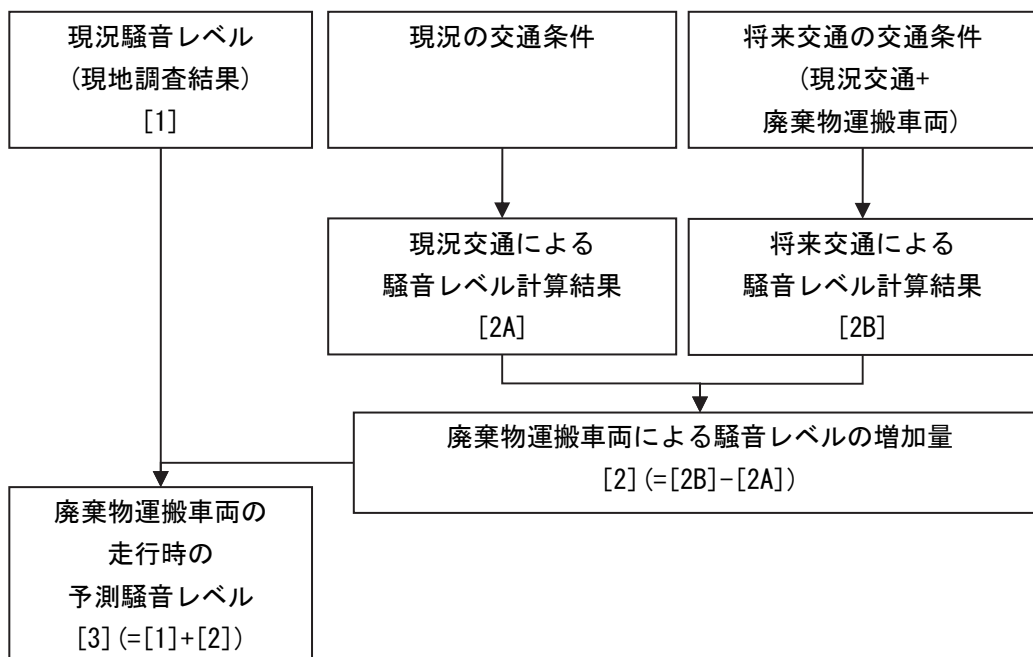 現況騒音レベル
(現地調査結果)
[1]
現況の交通条件
将来交通の交通条件
(現況交通+
廃棄物運搬車両)
現況交通による
騒音レベル計算結果
[2A]
将来交通による
騒音レベル計算結果
[2B]
廃棄物運搬車両による騒音レベルの増加量
[2](=[2B]-[2A])
廃棄物運搬車両の
走行時の
予測騒音レベル
[3](=[1]+[2])